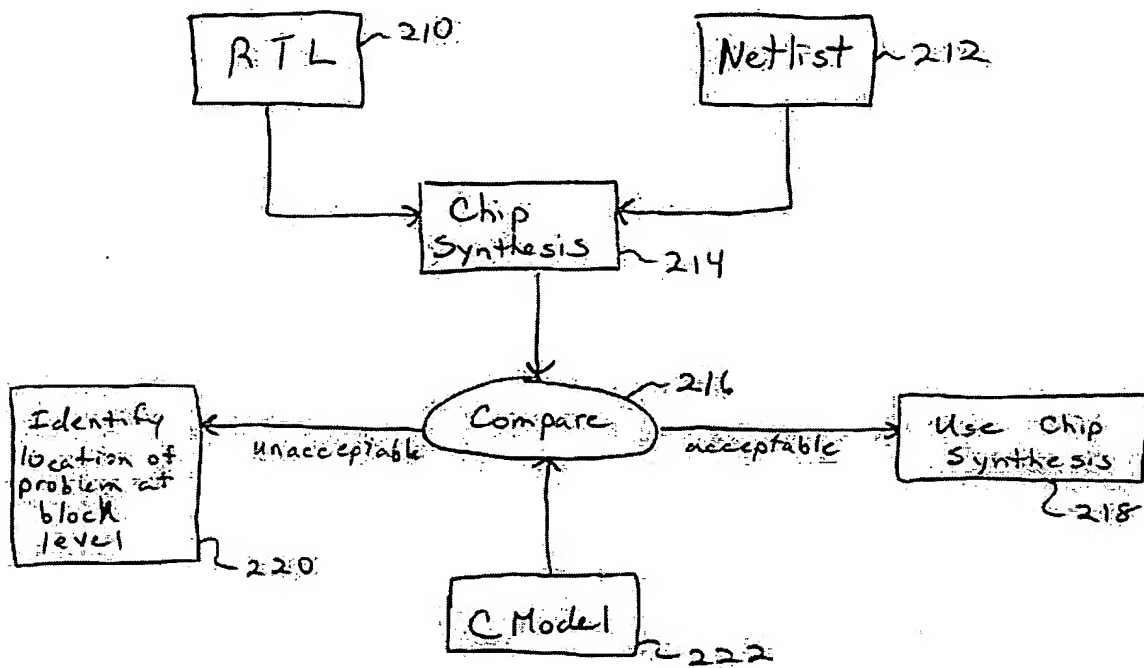 RTL
210
Netlist
212
Chip
Synthesis
214
216
Compare
unacceptable
acceptable
Identify
location of
problem at
block
level
220
Use Chip
Synthesis
218
C Model
222